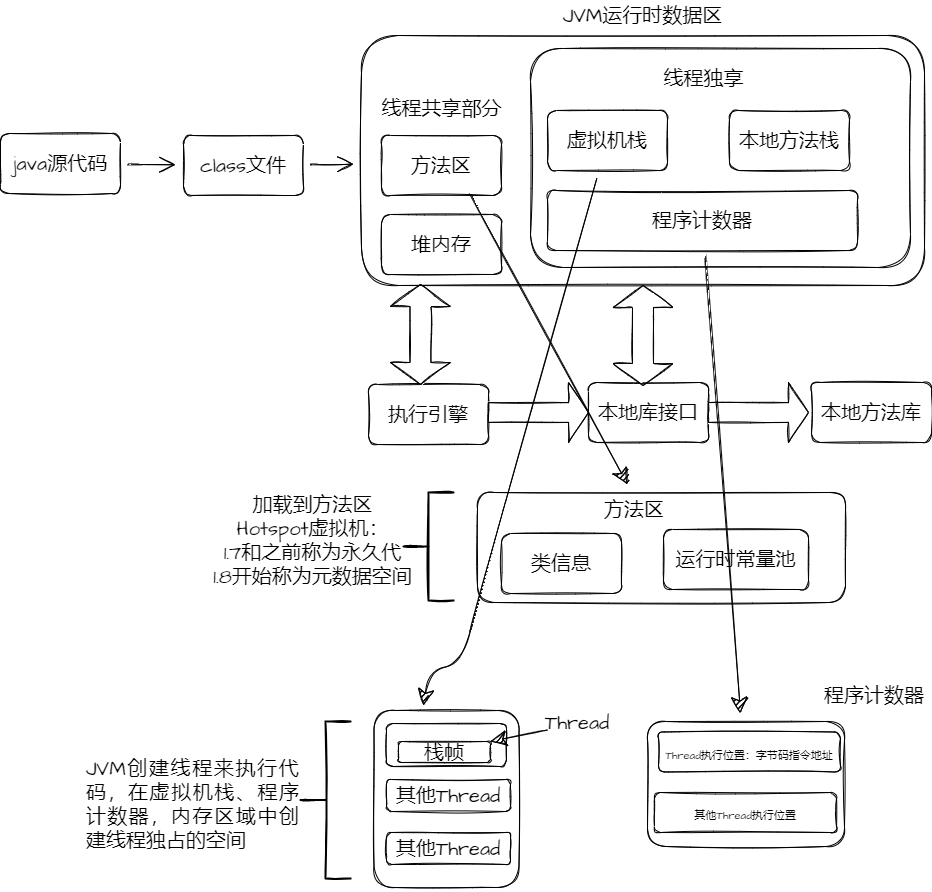 JVM运行时数据区
线程独享
线程共享部分
虚拟机栈
本地方法栈
java源代码
class文件
方法区
程序计数器
堆内存
执行引擎
本地库接口
本地方法库
加载到方法区
Hotspot虚拟机：
1.7和之前称为永久代
1.8开始称为元数据空间
方法区
类信息
运行时常量池
程序计数器
Thread
栈帧
其他Thread
其他Thread
Thread执行位置：字节码指令地址
其他Thread执行位置
JVM创建线程来执行代
码，在虚拟机栈、程序
计数器，内存区域中创
建线程独占的空间